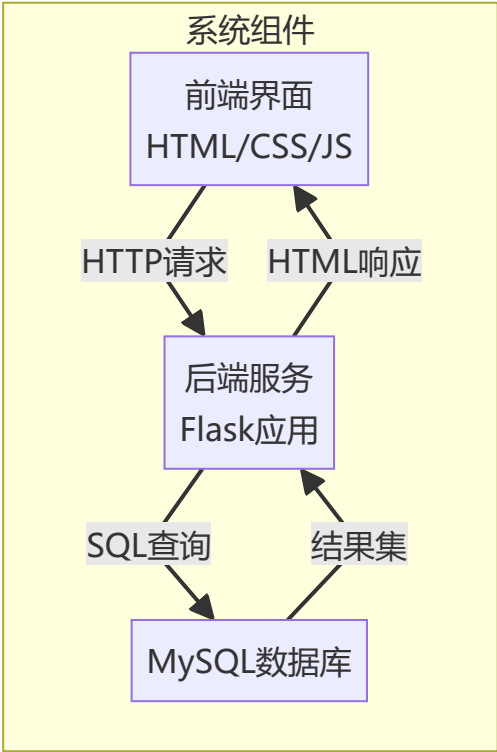 系统组件
前端界面
HTML/CSS/JS
HTTP请求
HTML响应
后端服务
Flask应用
SQL查询
结果集
MySQL数据库